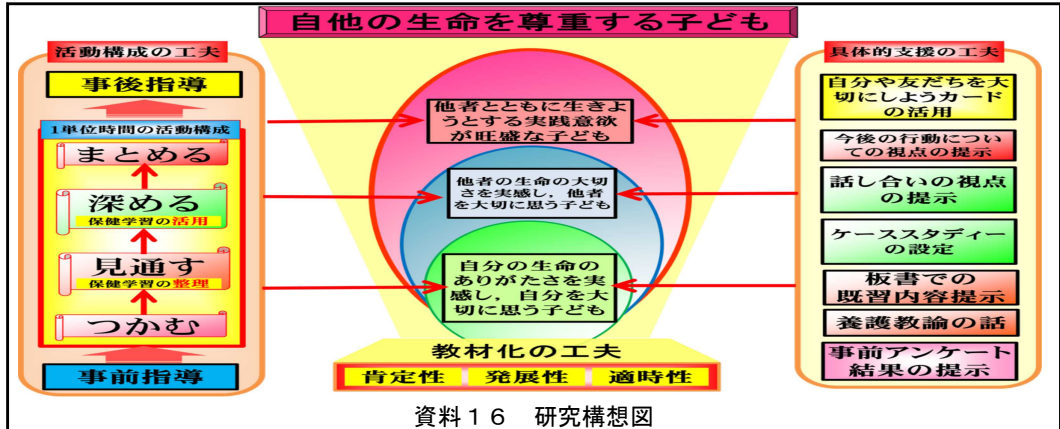 自他の生命を尊重する子ども
活動構成の工夫
事後指導
1単位時間の活動構成
まとめる
深める
保健学習の活用
見通す
保健学習の整理
つかむ
事前指導
他者とともに生きよ
うとする実践意欲
が旺盛な子ども
他者の生命の大切
さを実感し，他者
を大切に思う子ども
自分の生命の
ありがたさを実
感し，自分を大
切に思う子ども
教材化の工夫
肯定性 発展性 適時性
具体的支援の工夫
自分や友だちを大
切にしようカード
の活用
今後の行動につい
ての視点の提示
話し合いの視点
の提示
ケーススタディー
の設定
板書での
既習内容提示
養護教諭の話
事前アンケート
結果の提示
資料１６　研究構想図